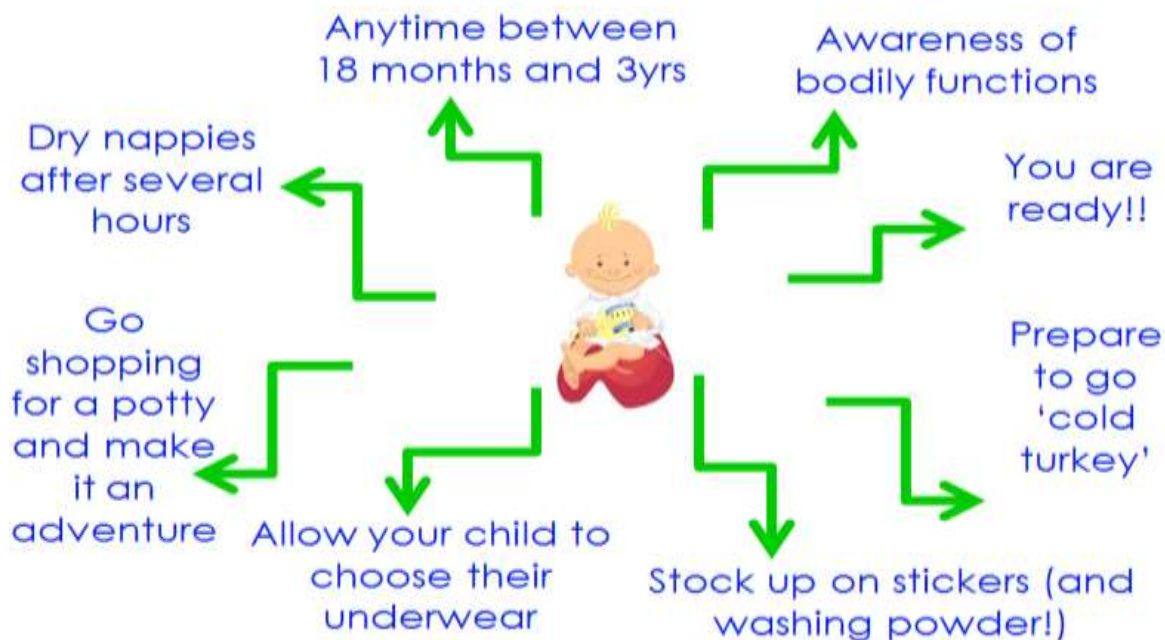 Anytime between
18 months and 3yrs
Awareness of
bodily functions
Dry nappies
after several
hours
You are
ready!!
Go
shopping
for a potty
and make
it an
adventure
Prepare
to go
‘cold
turkey’
Allow your child to
choose their
underwear
Stock up on stickers (and
washing powder!)